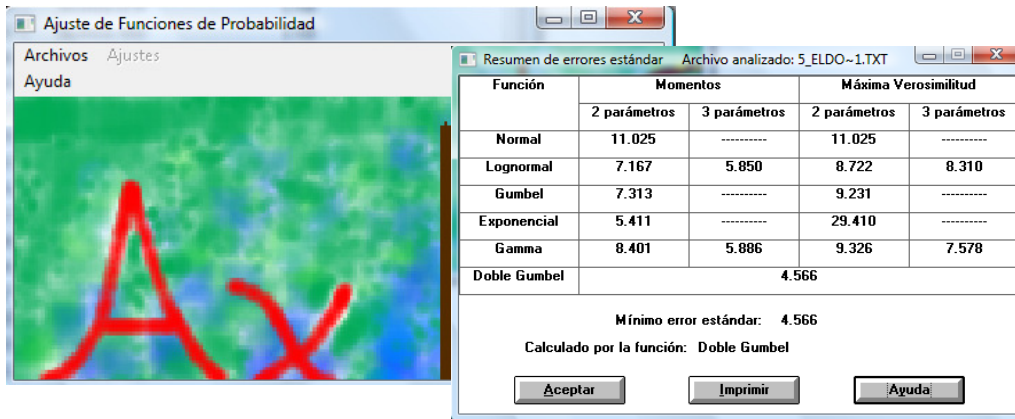 Ajuste de Funciones de Probabilidad
Archivos Ajustes
Ayuda
Ax
Resumen de errores estándar Archivo analizado: 5_ELDO~1.TXT
Función Momentos Máxima Verosimilitud
2 parámetros 3 parámetros 2 parámetros 3 parámetros
Normal 11.025 ---------- 11.025 ----------
Lognormal 7.167 5.850 8.722 8.310
Gumbel 7.313 ---------- 9.231 ----------
Exponencial 5.411 ---------- 29.410 ----------
Gamma 8.401 5.886 9.326 7.578
Doble Gumbel 4.566
Mínimo error estándar: 4.566
Calculado por la función: Doble Gumbel
Aceptar Imprimir Ayuda